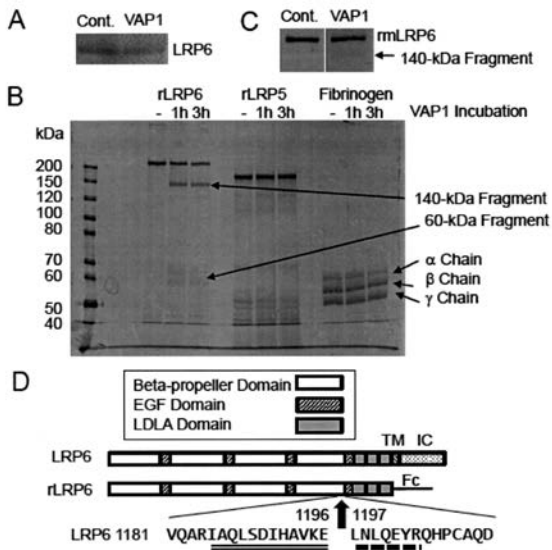 A
Cont. VAP1
LRP6
C
Cont. VAP1
rmLRP6
140-kDa Fragment
B
rLRP6 rLRP5 Fibrinogen
- 1h 3h - 1h 3h - 1h 3h VAP1 Incubation
kDa
200
150
120
100
80
70
60
50
40
140-kDa Fragment
60-kDa Fragment
α Chain
β Chain
γ Chain
D
Beta-propeller Domain
EGF Domain
LDLA Domain
TM IC
LRP6
rLRP6
Fc
1196 1197
LRP6 1181 VQARIAQLSDIHAVKE LNLQEYRQHPCAQD